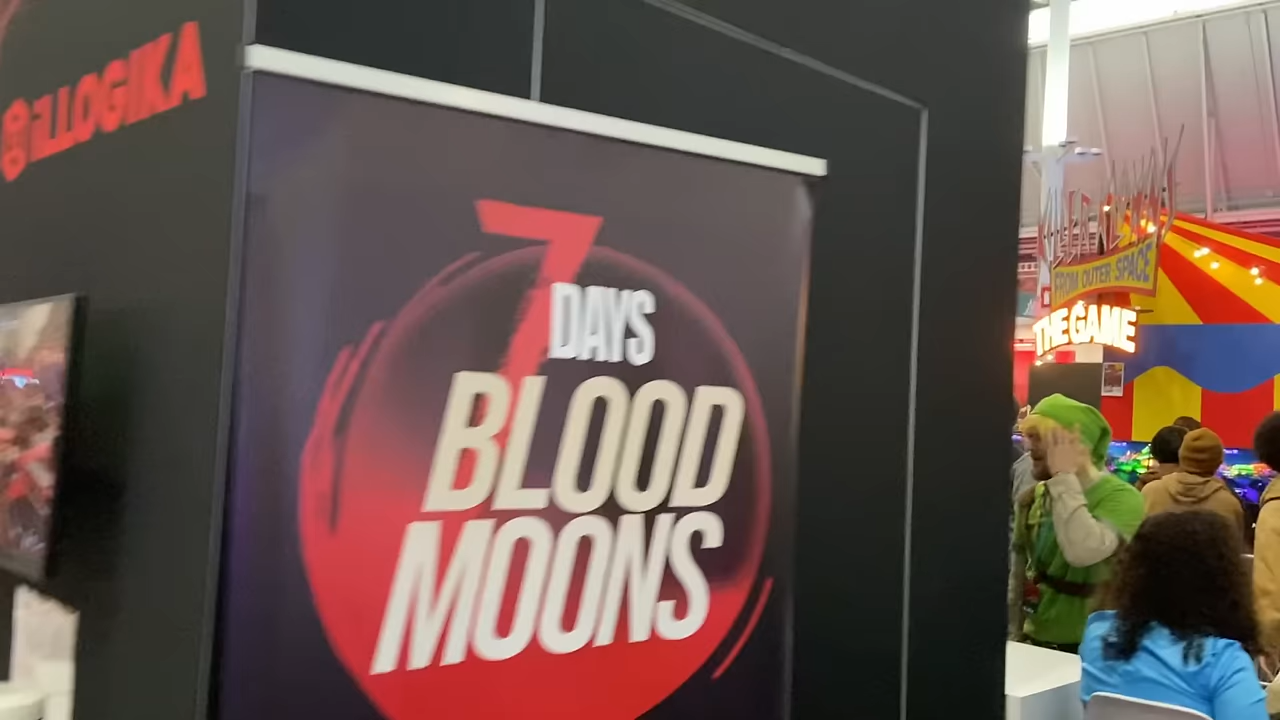 iLLOGIKA
7
DAYS
BLOOD
MOONS
FROM OUTER SPACE
THE GAME